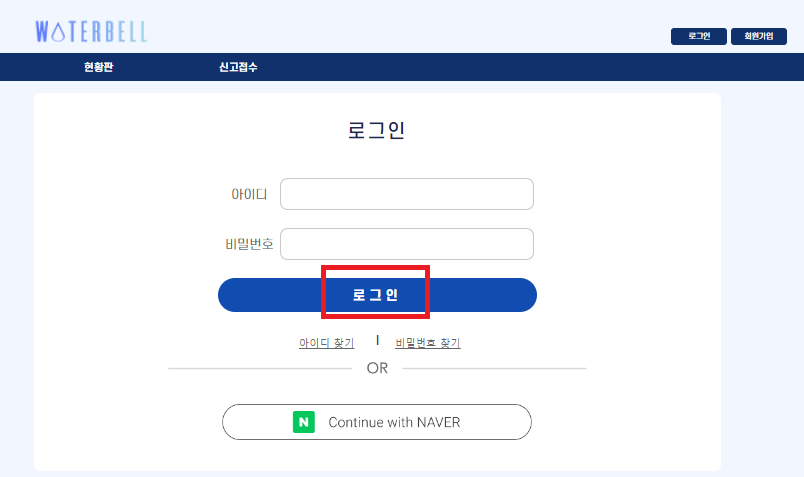 WATERBELL
로그인 회원가입
현황판 신고접수
로그인
아이디
비밀번호
로그인
아이디 찾기 | 비밀번호 찾기
OR
N Continue with NAVER